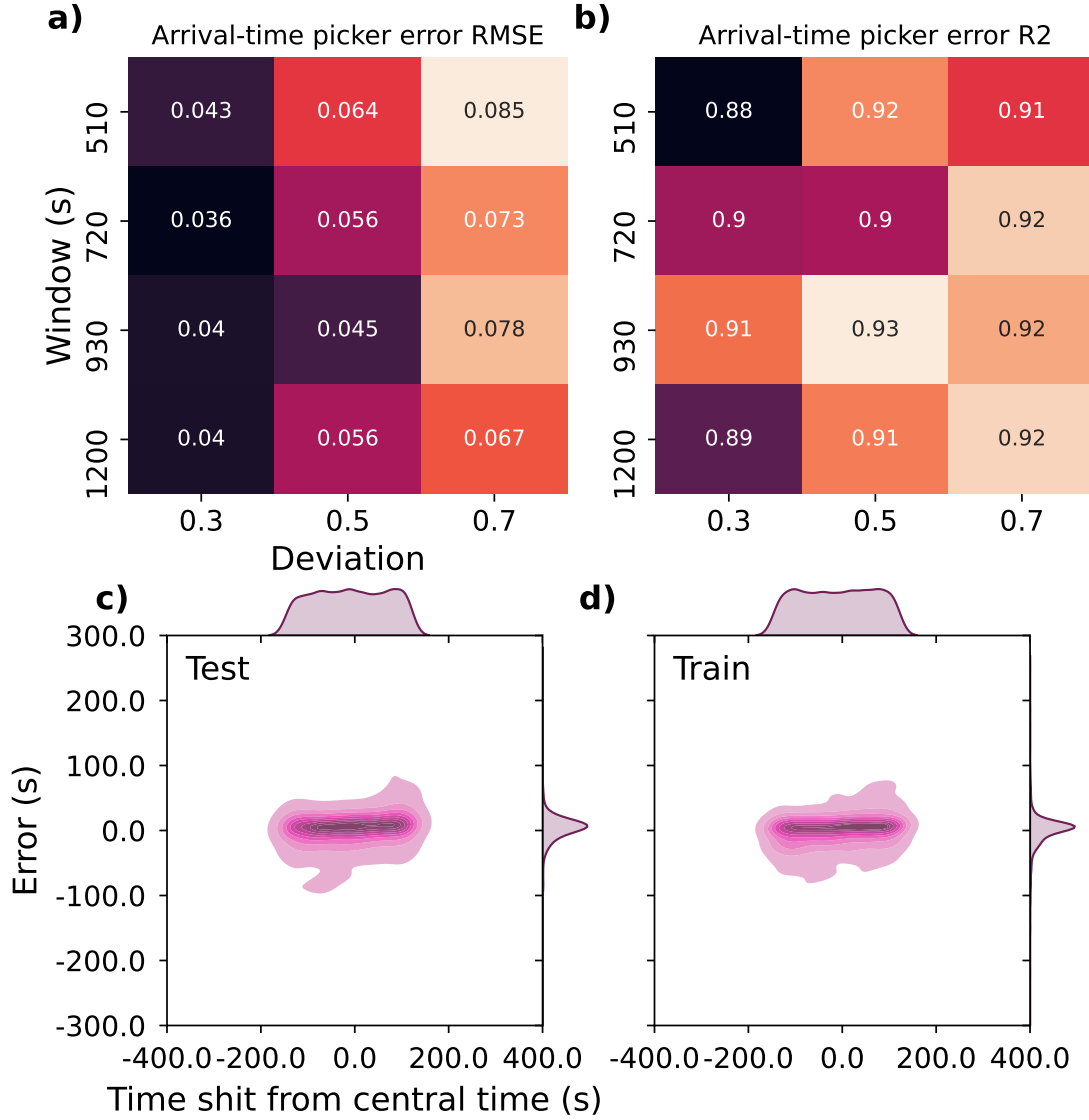 a)
Arrival-time picker error RMSE
Window (s)
510
0.043 0.064 0.085
720
0.036 0.056 0.073
930
0.04 0.045 0.078
1200
0.04 0.056 0.067
0.3 0.5 0.7
Deviation
b)
Arrival-time picker error R2
510
0.88 0.92 0.91
720
0.9 0.9 0.92
930
0.91 0.93 0.92
1200
0.89 0.91 0.92
0.3 0.5 0.7
c)
Test
Error (s)
300.0
200.0
100.0
0.0
-100.0
-200.0
-300.0
-400.0 -200.0 0.0 200.0 400.0
Time shit from central time (s)
d)
Train
-400.0 -200.0 0.0 200.0 400.0